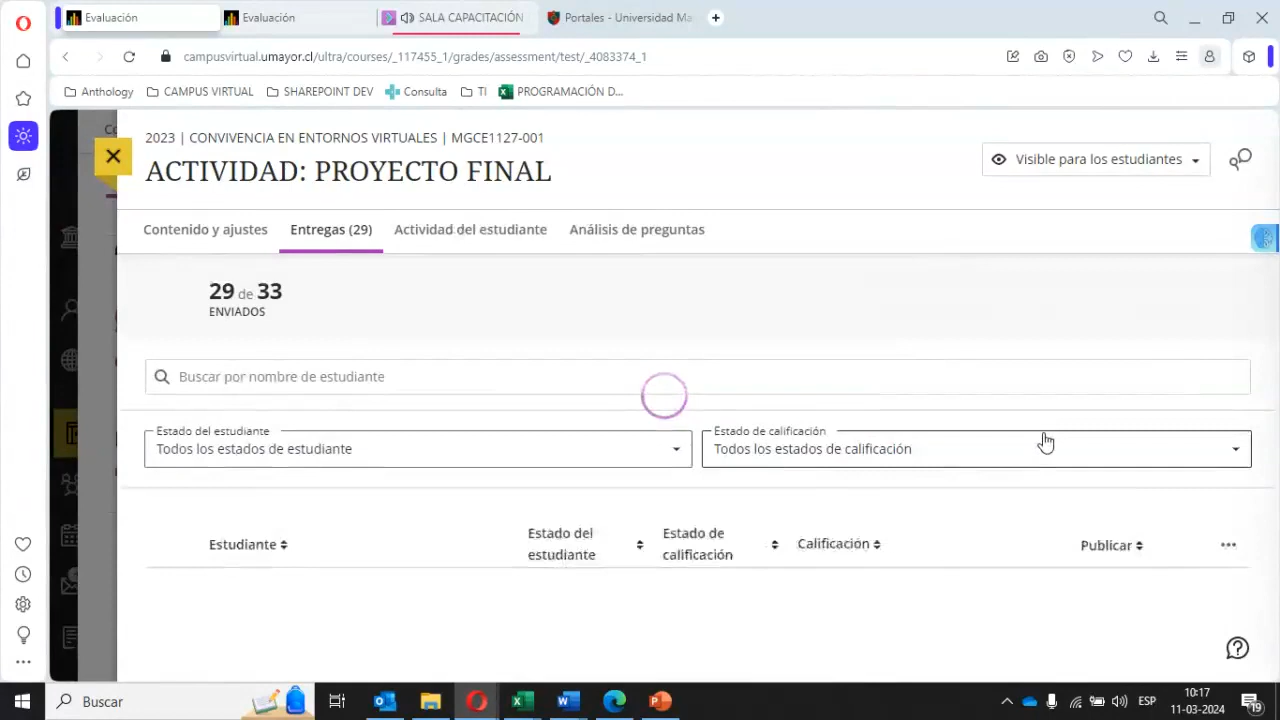 Evaluación
Evaluación
SALA CAPACITACIÓN
Portales - Universidad Ma
campusvirtual.umayor.cl/ultra/courses/_117455_1/grades/assessment/test/_4083374_1
Anthology
CAMPUS VIRTUAL
SHAREPOINT DEV
Consulta
TI
PROGRAMACIÓN D...
2023 | CONVIVENCIA EN ENTORNOS VIRTUALES | MGCE1127-001
ACTIVIDAD: PROYECTO FINAL
Visible para los estudiantes
Contenido y ajustes
Entregas (29)
Actividad del estudiante
Análisis de preguntas
29 de 33
ENVIADOS
Buscar por nombre de estudiante
Estado del estudiante
Todos los estados de estudiante
Estado de calificación
Todos los estados de calificación
Estudiante
Estado del
estudiante
Estado de
calificación
Calificación
Publicar
Buscar
ESP
10:17
11-03-2024
19